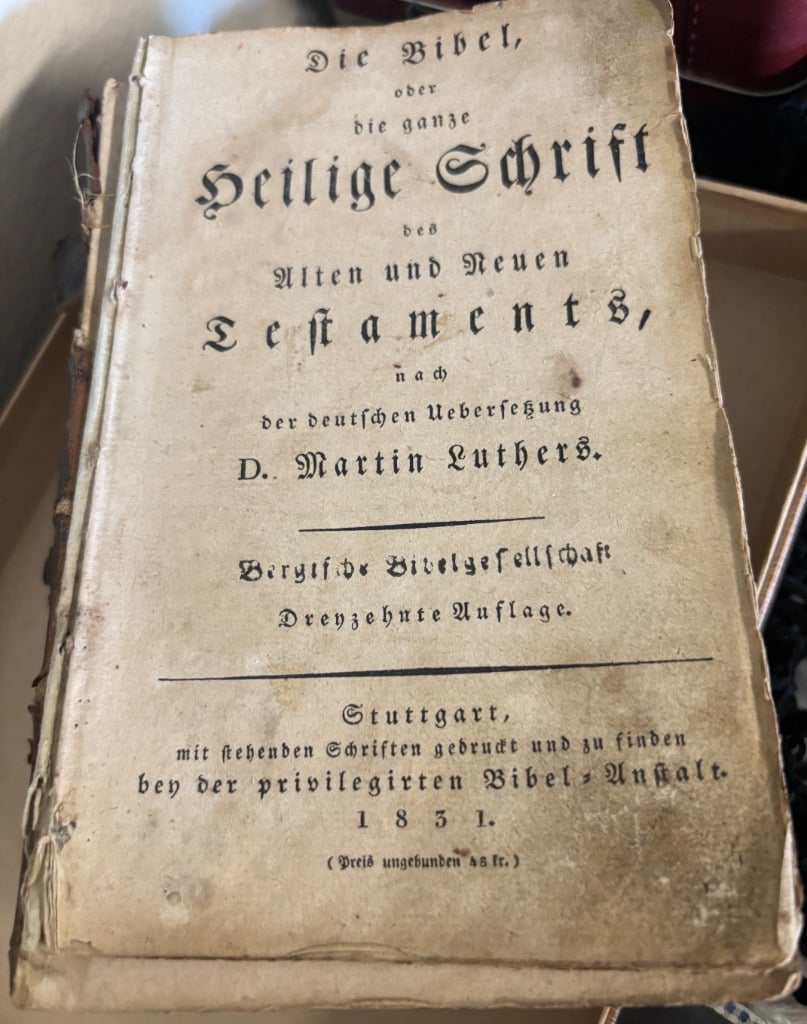 Die Bibel,
oder
die ganze
Heilige Schrift
des
Alten und Neuen
Testaments,
nach
der deutschen Uebersetzung
D. Martin Luthers.
Bergische Bibelgesellschaft
Dreyzehnte Auflage.
Stuttgart,
mit stehenden Schriften gedruckt und zu finden
bey der privilegirten Bibel-Anstalt.
1831.
(Preis ungebunden 48 kr.)